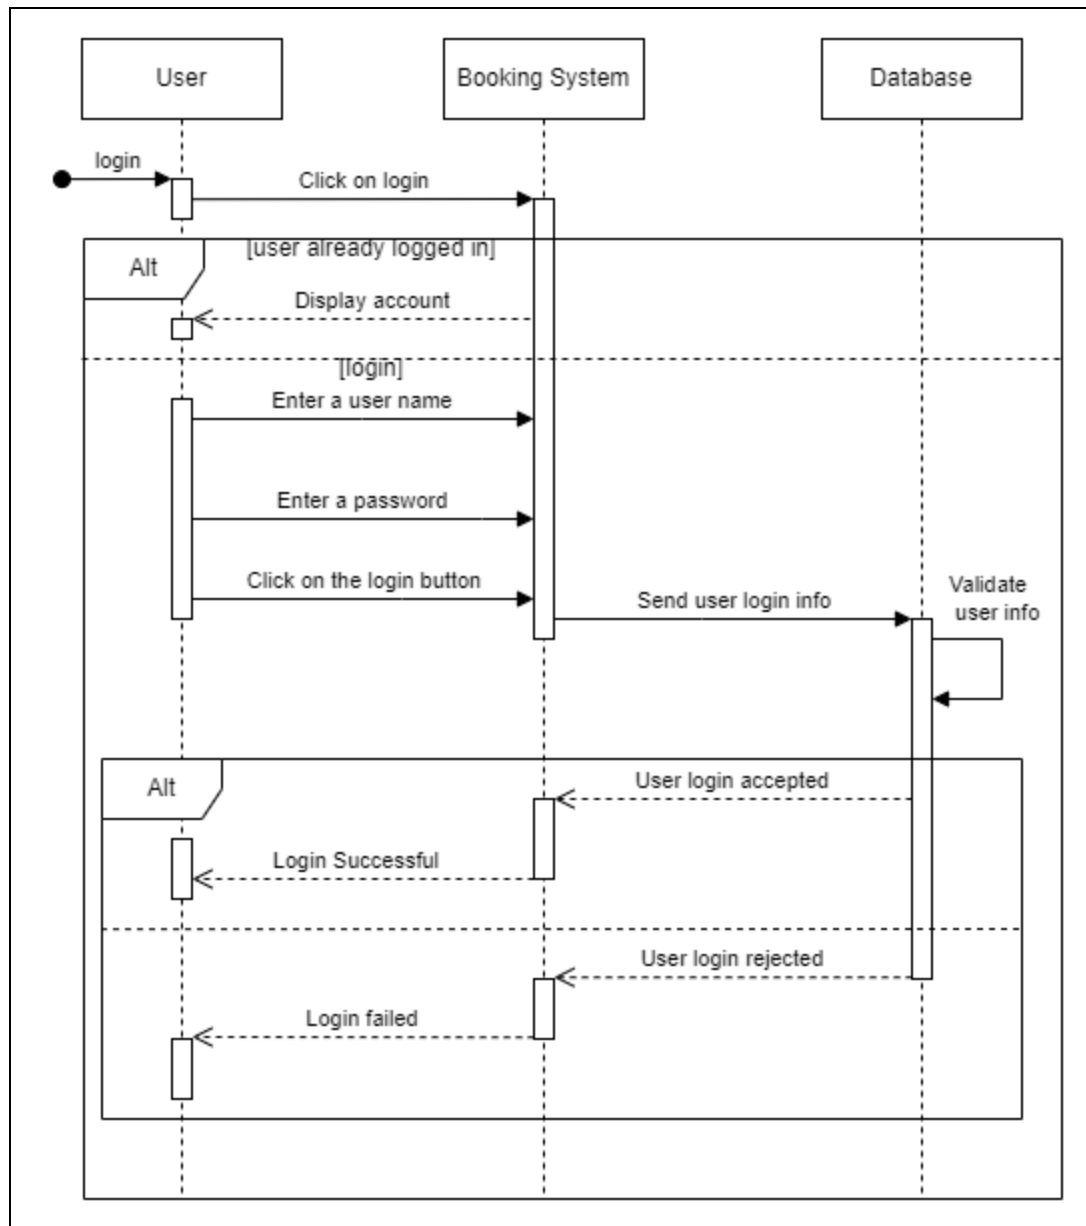 User
Booking System
Database
login
Click on login
[user already logged in]
Alt
Display account
[login]
Enter a user name
Enter a password
Click on the login button
Send user login info
Validate
user info
Alt
User login accepted
Login Successful
User login rejected
Login failed